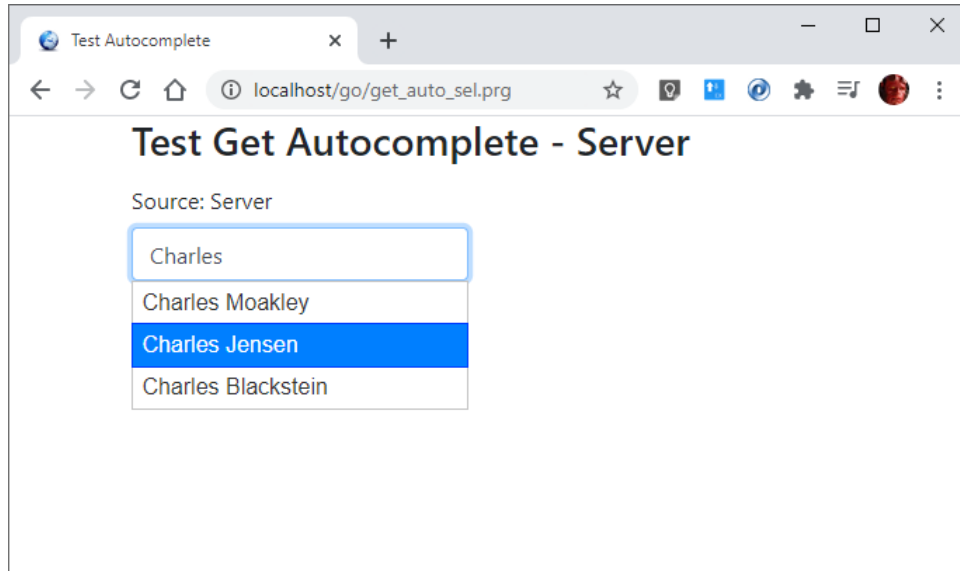 Test Autocomplete
localhost/go/get_auto_sel.prg
Test Get Autocomplete - Server
Source: Server
Charles
Charles Moakley
Charles Jensen
Charles Blackstein